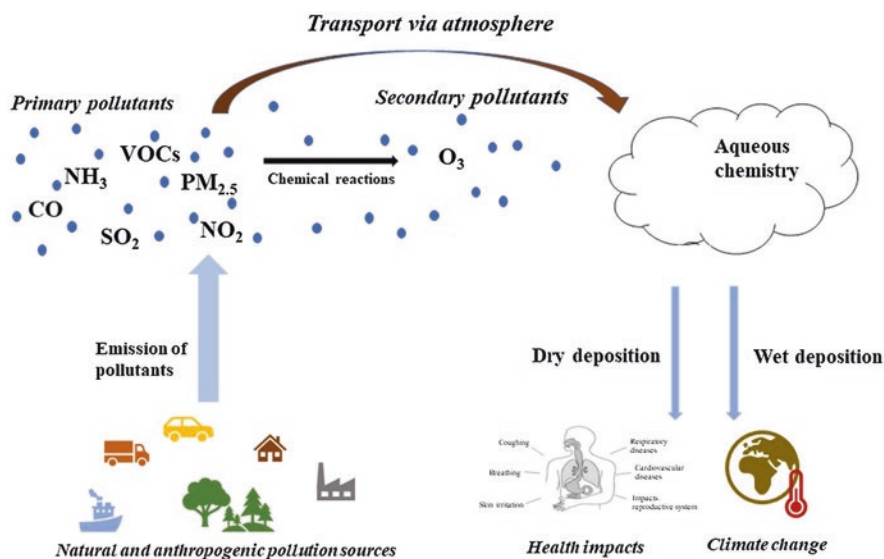 Transport via atmosphere
Primary pollutants
Secondary pollutants
VOCs
NH₃
PM₂.₅
CO
SO₂
NO₂
Chemical reactions
O₃
Aqueous
chemistry
Emission of
pollutants
Dry deposition
Wet deposition
Coughing
Breathing
Skin irritation
Respiratory
diseases
Cardiovascular
diseases
Impacts
reproductive system
Natural and anthropogenic pollution sources
Health impacts
Climate change